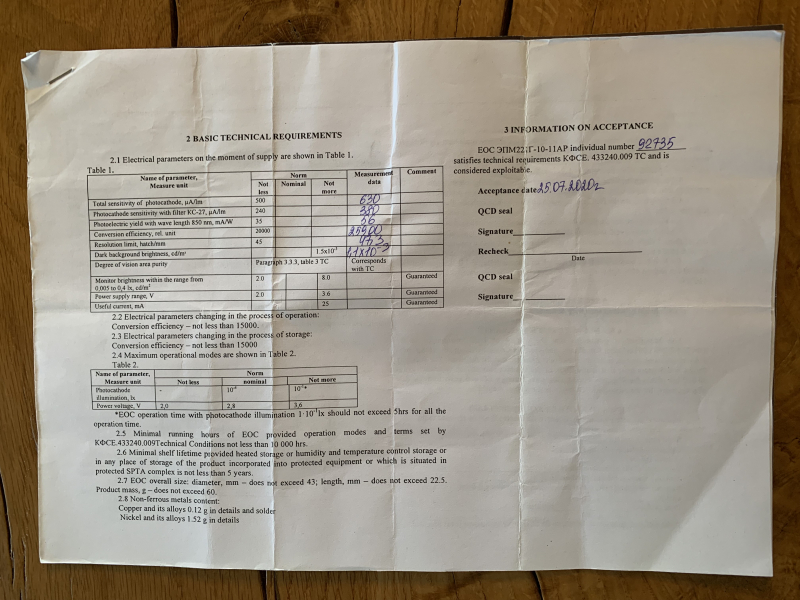 2 BASIC TECHNICAL REQUIREMENTS
2.1 Electrical parameters on the moment of supply are shown in Table 1.
Table 1.
Name of parameter, Measure unit | Norm | Measurement data | Comment
Not less | Nominal | Not more
Total sensitivity of photocathode, µA/lm | 500 | 630
Photocathode sensitivity with filter KC-27, µA/lm | 240 | 380
Photoelectric yield with wave length 850 nm, mA/W | 35 | 56
Conversion efficiency, rel. unit | 20000 | 25900
Resolution limit, hatch/mm | 45
Dark background brightness, cd/m² | 1.5x10⁻³ | 1,1x10⁻³
Degree of vision area purity | Paragraph 3.3.3, table 3 TC | Corresponds with TC
Monitor brightness within the range from
0,005 to 0,4 lx, cd/m² | 2.0 | 8.0 | Guaranteed
Power supply range, V | 2.0 | 3.6 | Guaranteed
Useful current, mA | 25 | Guaranteed
2.2 Electrical parameters changing in the process of operation:
Conversion efficiency – not less than 15000.
2.3 Electrical parameters changing in the process of storage:
Conversion efficiency – not less than 15000
2.4 Maximum operational modes are shown in Table 2.
Table 2.
Name of parameter, Measure unit | Norm
Not less | nominal | Not more
Photocathode illumination, lx | - | 10⁻⁴
Power voltage, V | 2,0 | 2,8 | 3,6
*EOC operation time with photocathode illumination 1·10⁻¹lx should not exceed 5hrs for all the
operation time.
2.5 Minimal running hours of EOC provided operation modes and terms set by
КФСЕ.433240.009Technical Conditions not less than 10 000 hrs.
2.6 Minimal shelf lifetime provided heated storage or humidity and temperature control storage or
in any place of storage of the product incorporated into protected equipment or which is situated in
protected SPTA complex is not less than 5 years.
2.7 EOC overall size: diameter, mm – does not exceed 43; length, mm – does not exceed 22.5.
Product mass, g – does not exceed 60.
2.8 Non-ferrous metals content:
Copper and its alloys 0.12 g in details and solder
Nickel and its alloys 1.52 g in details
3 INFORMATION ON ACCEPTANCE
ЕОС ЭПМ221Г-10-11АР individual number 92735
satisfies technical requirements КФСЕ. 433240.009 TC and is
considered exploitable.
Acceptance date 25.07.2020г
QCD seal
Signature
Recheck
Date
QCD seal
Signature